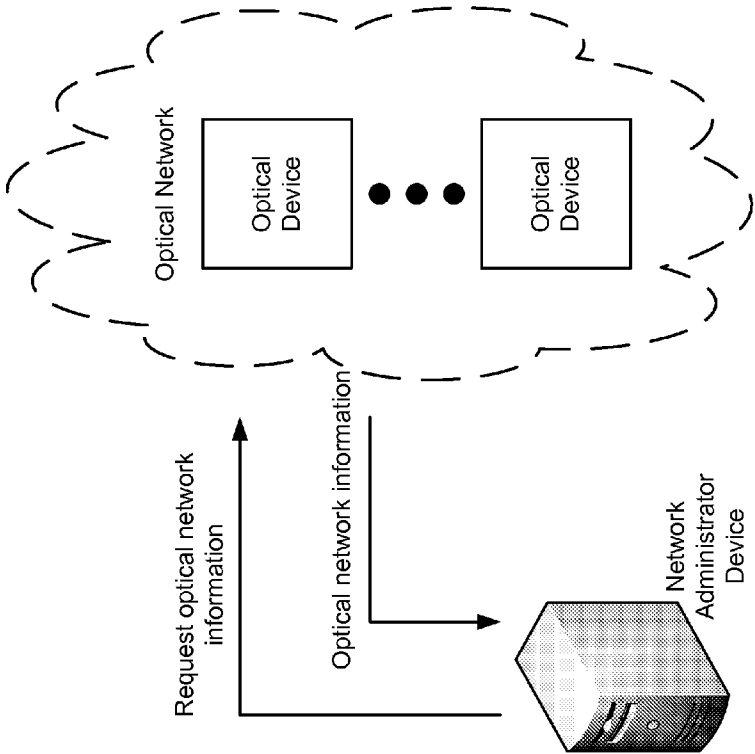 Optical Network
Optical
Device
Optical
Device
Request optical network
information
Optical network information
Network
Administrator
Device